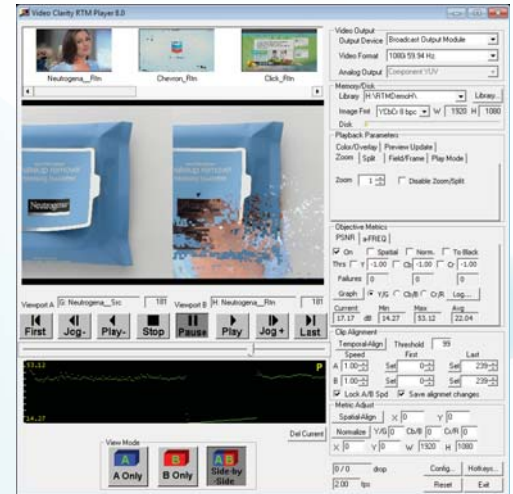 Video Clarity RTM Player 8.0
Neutrogena_Rtn
Chevron_Rtn
Click_Rtn
makeup remover
Neutrogena
Viewport A G: Neutrogena_Src 181 Viewport B H: Neutrogena_Rtn 181
First Jog- Play- Stop Pause Play Jog + Last
53.12
P
14.27
Del Current
View Mode
A
A Only
B
B Only
A B
Side-by
-Side
Video Output
Output Device Broadcast Output Module
Video Format 1080i 59.94 Hz
Analog Output Component YUV
Memory/Disk
Library H:\RTMDemoH\ Library...
Image Fmt YCbCr 8 bpc W 1920 H 1080
Disk
Playback Parameters
Color/Overlay Preview Update
Zoom Split Field/Frame Play Mode
Zoom 1 Disable Zoom/Split
Objective Metrics
PSNR a-FREQ
On Spatial Norm. To Black
Thrs Y -1.00 Cb -1.00 Cr -1.00
Failures 0 0 0
Graph Y/G Cb/B Cr/R Log...
Current Min Max Avg
17.17 dB 14.27 53.12 22.04
Clip Alignment
Temporal-Align Threshold 99
Speed First Last
A 1.00 Set 0 Set 239
B 1.00 Set 0 Set 239
Lock A/B Spd Save alignmet changes
Metric Adjust
Spatial-Align X 0 Y 0
Normalize Y/G 0 Cb/B 0 Cr/R 0
X 0 Y 0 W 1920 H 1080
0 / 0 drop Config... Hotkeys...
2.00 fps Reset Exit